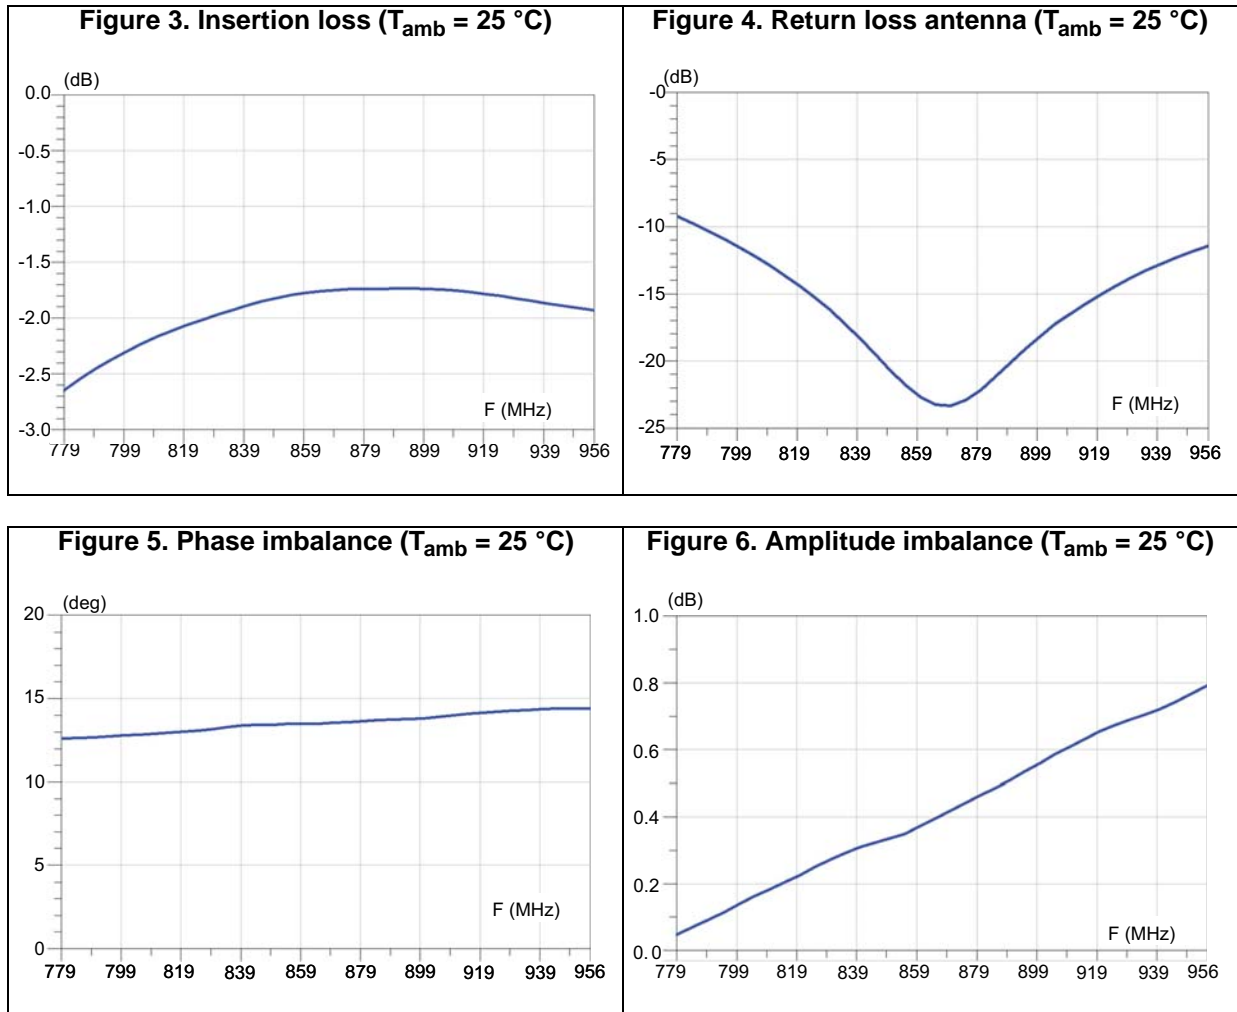 Figure 3. Insertion loss (Tamb = 25 °C)
(dB)
0.0
-0.5
-1.0
-1.5
-2.0
-2.5
-3.0
F (MHz)
779 799 819 839 859 879 899 919 939 956
Figure 4. Return loss antenna (Tamb = 25 °C)
(dB)
-0
-5
-10
-15
-20
-25
F (MHz)
779 799 819 839 859 879 899 919 939 956
Figure 5. Phase imbalance (Tamb = 25 °C)
(deg)
20
15
10
5
0
F (MHz)
779 799 819 839 859 879 899 919 939 956
Figure 6. Amplitude imbalance (Tamb = 25 °C)
(dB)
1.0
0.8
0.6
0.4
0.2
0.0
F (MHz)
779 799 819 839 859 879 899 919 939 956